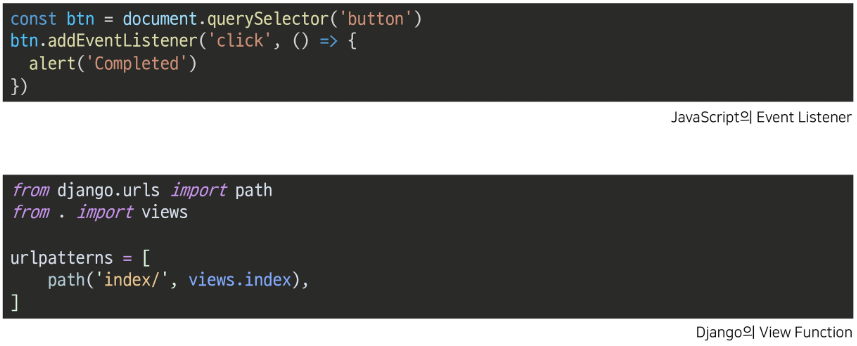 const btn = document.querySelector('button')
btn.addEventListener('click', () => {
  alert('Completed')
})
JavaScript의 Event Listener
from django.urls import path
from . import views
urlpatterns = [
    path('index/', views.index),
]
Django의 View Function